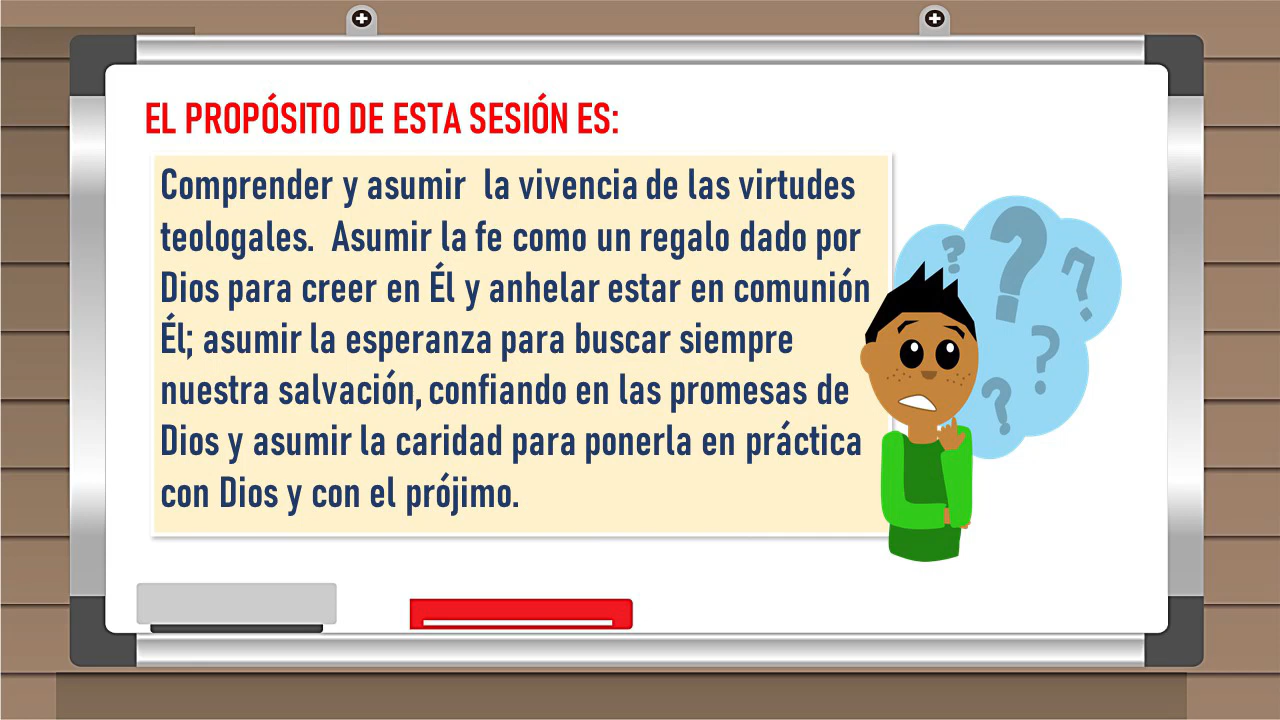 EL PROPÓSITO DE ESTA SESIÓN ES:
Comprender y asumir  la vivencia de las virtudes
teologales.  Asumir la fe como un regalo dado por
Dios para creer en Él y anhelar estar en comunión
Él; asumir la esperanza para buscar siempre
nuestra salvación, confiando en las promesas de
Dios y asumir la caridad para ponerla en práctica
con Dios y con el prójimo.
? ? ? ? ?